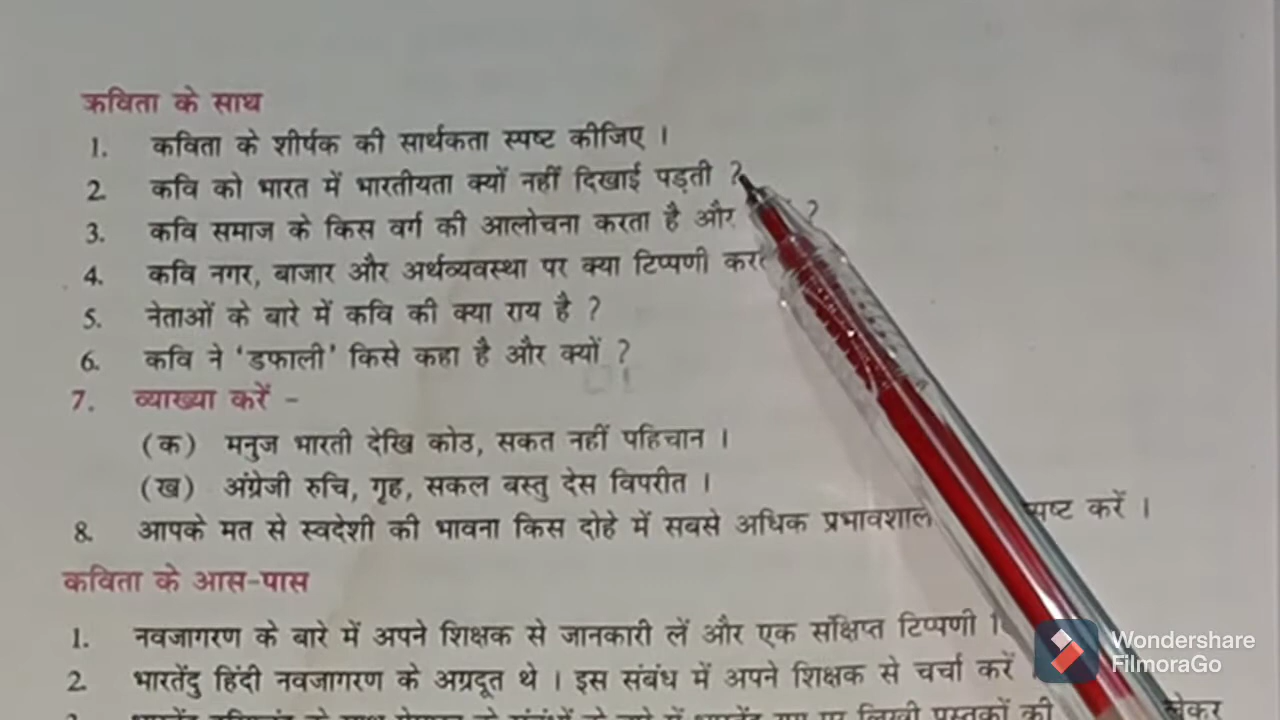 कविता के साथ
1. कविता के शीर्षक की सार्थकता स्पष्ट कीजिए ।
2. कवि को भारत में भारतीयता क्यों नहीं दिखाई पड़ती ?
3. कवि समाज के किस वर्ग की आलोचना करता है और ?
4. कवि नगर, बाजार और अर्थव्यवस्था पर क्या टिप्पणी
5. नेताओं के बारे में कवि की क्या राय है ?
6. कवि ने 'डफाली' किसे कहा है और क्यों ?
7. व्याख्या करें -
(क) मनुज भारती देखि कोउ, सकत नहीं पहिचान ।
(ख) अंग्रेजी रुचि, गृह, सकल बस्तु देस विपरीत ।
8. आपके मत से स्वदेशी की भावना किस दोहे में सबसे अधिक करें ।
कविता के आस-पास
1. नवजागरण के बारे में अपने शिक्षक से जानकारी लें और एक संक्षिप्त टिप्पणी
2. भारतेंदु हिंदी नवजागरण के अग्रदूत थे । इस संबंध में अपने शिक्षक से चर्चा करें
Wondershare
FilmoraGo